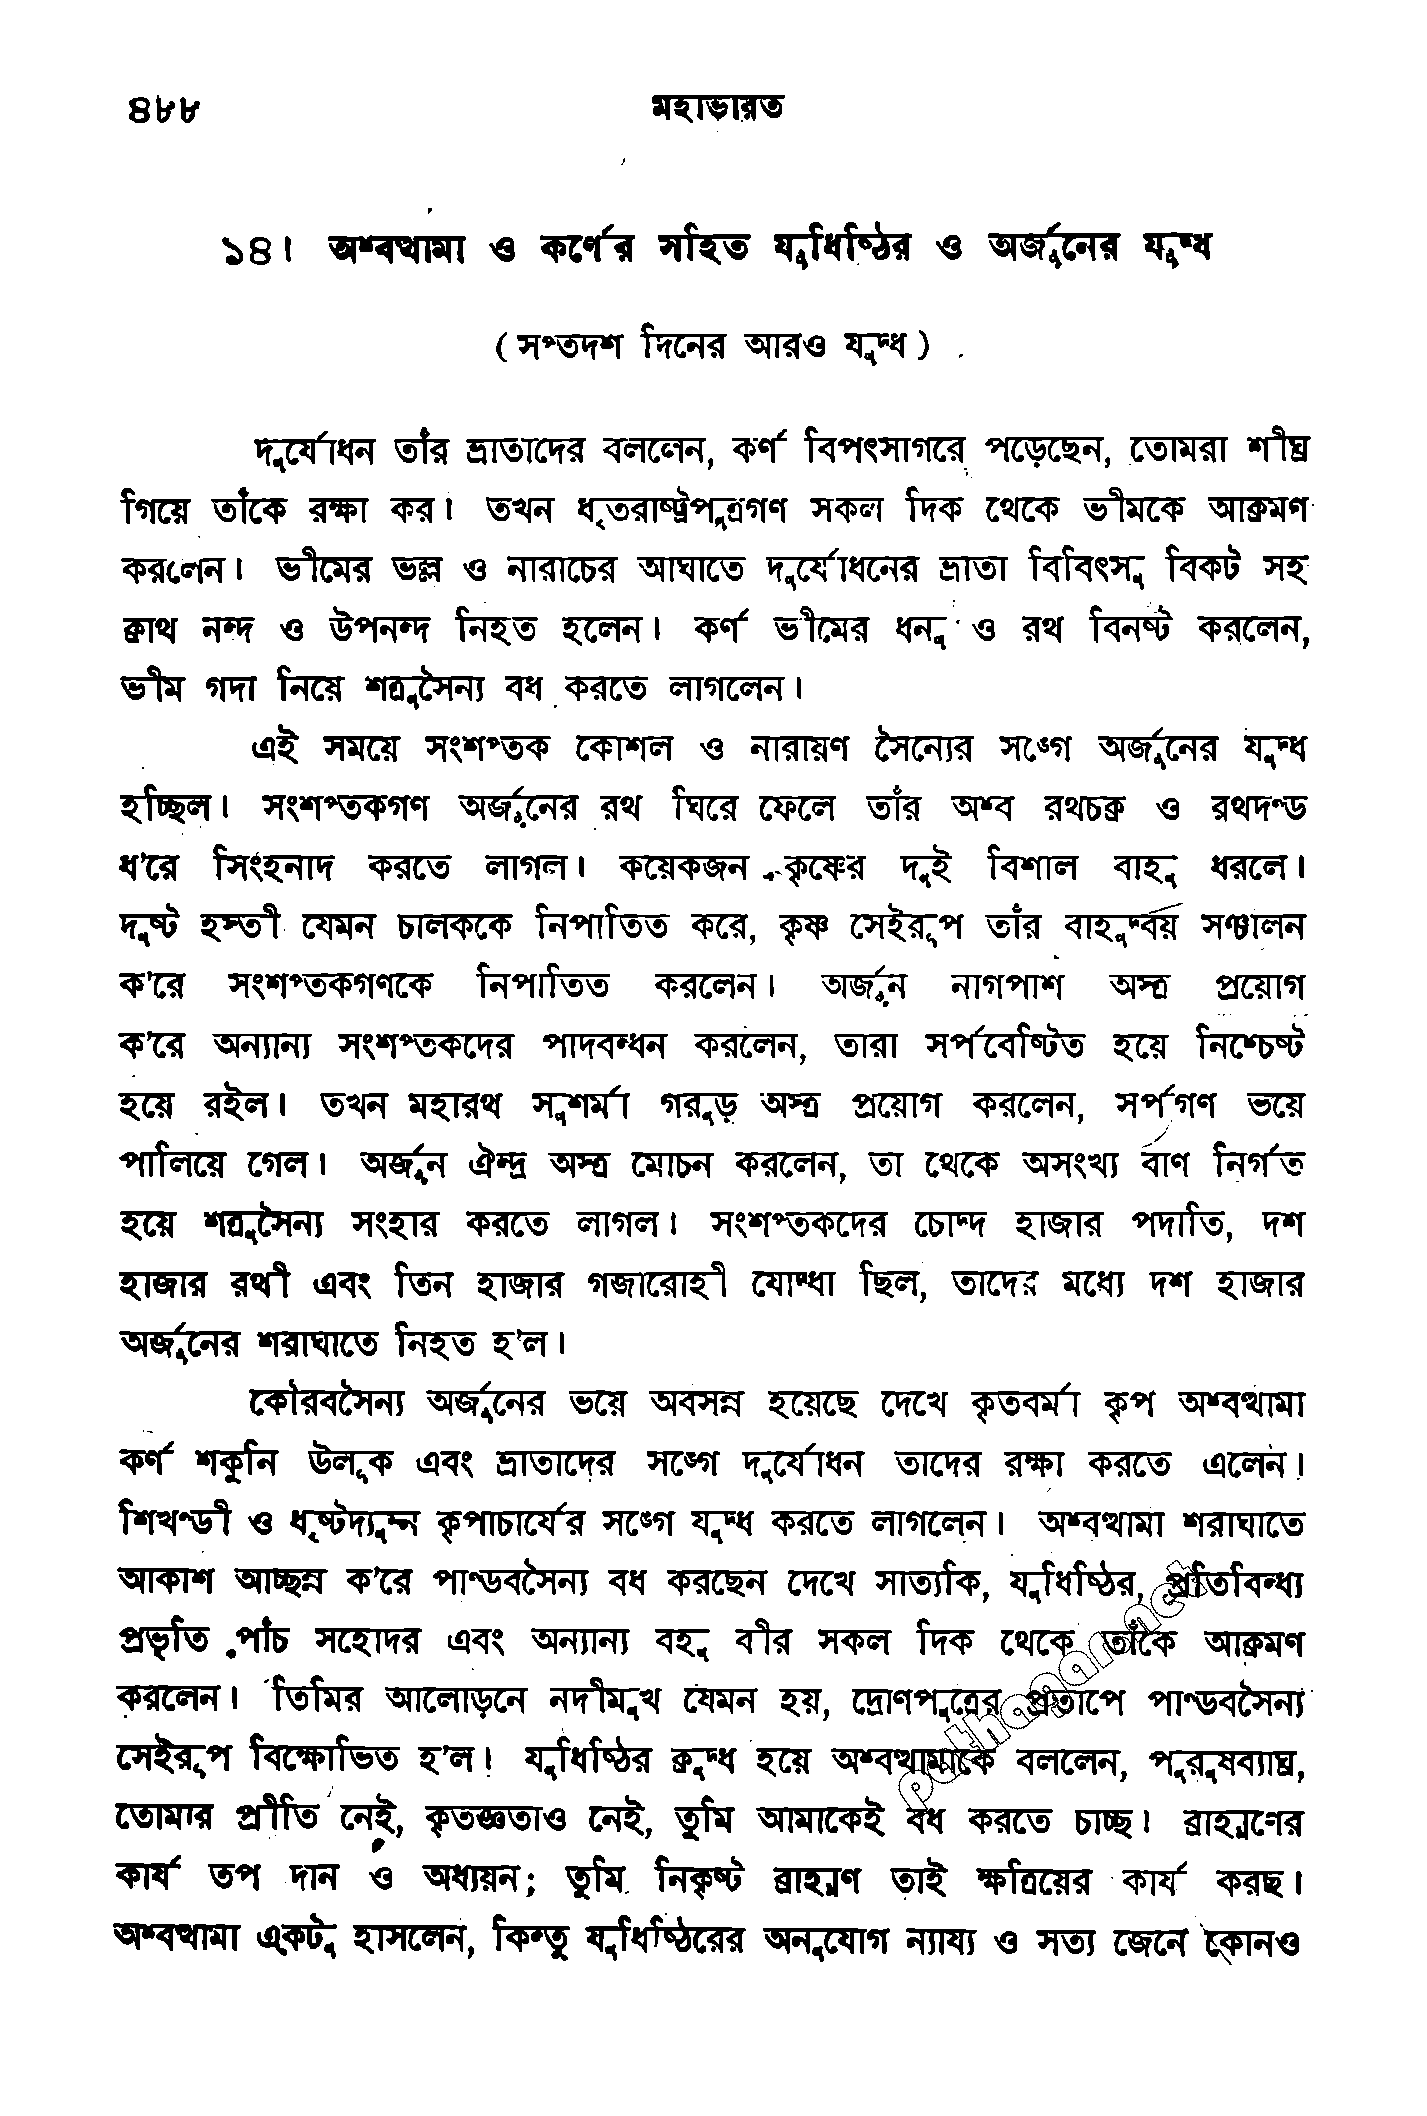 ৪৮৮ মহাভারত
১৪। অশ্বত্থামা ও কর্ণের সহিত যুধিষ্ঠির ও অর্জুনের যুদ্ধ
(সপ্তদশ দিনের আরও যুদ্ধ)
দুর্যোধন তাঁর ভ্রাতাদের বললেন, কর্ণ বিপৎসাগরে পড়েছেন, তোমরা শীঘ্র
গিয়ে তাঁকে রক্ষা কর। তখন ধৃতরাষ্ট্রপুত্রগণ সকল দিক থেকে ভীমকে আক্রমণ
করলেন। ভীমের ভল্ল ও নারাচের আঘাতে দুর্যোধনের ভ্রাতা বিবিৎসু বিকট সহ
ক্রাথ নন্দ ও উপনন্দ নিহত হলেন। কর্ণ ভীমের ধনু ও রথ বিনষ্ট করলেন,
ভীম গদা নিয়ে শত্রুসৈন্য বধ করতে লাগলেন।
এই সময়ে সংশপ্তক কোশল ও নারায়ণ সৈন্যের সঙ্গে অর্জুনের যুদ্ধ
হচ্ছিল। সংশপ্তকগণ অর্জুনের রথ ঘিরে ফেলে তাঁর অশ্ব রথচক্র ও রথদণ্ড
ধ'রে সিংহনাদ করতে লাগল। কয়েকজন কৃষ্ণের দুই বিশাল বাহু ধরলে।
দুষ্ট হস্তী যেমন চালককে নিপাতিত করে, কৃষ্ণ সেইরূপ তাঁর বাহুদ্বয় সঞ্চালন
ক'রে সংশপ্তকগণকে নিপাতিত করলেন। অর্জুন নাগপাশ অস্ত্র প্রয়োগ
ক'রে অন্যান্য সংশপ্তকদের পাদবন্ধন করলেন, তারা সর্পবেষ্টিত হয়ে নিশ্চেষ্ট
হয়ে রইল। তখন মহারথ সুশর্মা গরুড় অস্ত্র প্রয়োগ করলেন, সর্পগণ ভয়ে
পালিয়ে গেল। অর্জুন ঐন্দ্র অস্ত্র মোচন করলেন, তা থেকে অসংখ্য বাণ নির্গত
হয়ে শত্রুসৈন্য সংহার করতে লাগল। সংশপ্তকদের চোদ্দ হাজার পদাতি, দশ
হাজার রথী এবং তিন হাজার গজারোহী যোদ্ধা ছিল, তাদের মধ্যে দশ হাজার
অর্জুনের শরাঘাতে নিহত হ'ল।
কৌরবসৈন্য অর্জুনের ভয়ে অবসন্ন হয়েছে দেখে কৃতবর্মা কৃপ অশ্বত্থামা
কর্ণ শকুনি উলূক এবং ভ্রাতাদের সঙ্গে দুর্যোধন তাদের রক্ষা করতে এলেন।
শিখণ্ডী ও ধৃষ্টদ্যুম্ন কৃপাচার্যের সঙ্গে যুদ্ধ করতে লাগলেন। অশ্বত্থামা শরাঘাতে
আকাশ আচ্ছন্ন ক'রে পাণ্ডবসৈন্য বধ করছেন দেখে সাত্যকি, যুধিষ্ঠির, প্রতিবিন্ধ্য
প্রভৃতি পাঁচ সহোদর এবং অন্যান্য বহু বীর সকল দিক থেকে তাঁকে আক্রমণ
করলেন। তিমির আলোড়নে নদীমুখ যেমন হয়, দ্রোণপুত্রের প্রতাপে পাণ্ডবসৈন্য
সেইরূপ বিক্ষোভিত হ'ল। যুধিষ্ঠির ক্রুদ্ধ হয়ে অশ্বত্থামাকে বললেন, পুরুষব্যাঘ্র,
তোমার প্রীতি নেই, কৃতজ্ঞতাও নেই, তুমি আমাকেই বধ করতে চাচ্ছ। ব্রাহ্মণের
কার্য তপ দান ও অধ্যয়ন; তুমি নিকৃষ্ট ব্রাহ্মণ তাই ক্ষত্রিয়ের কার্য করছ।
অশ্বত্থামা একটু হাসলেন, কিন্তু যুধিষ্ঠিরের অনুযোগ ন্যায্য ও সত্য জেনে কোনও
pathagar.net